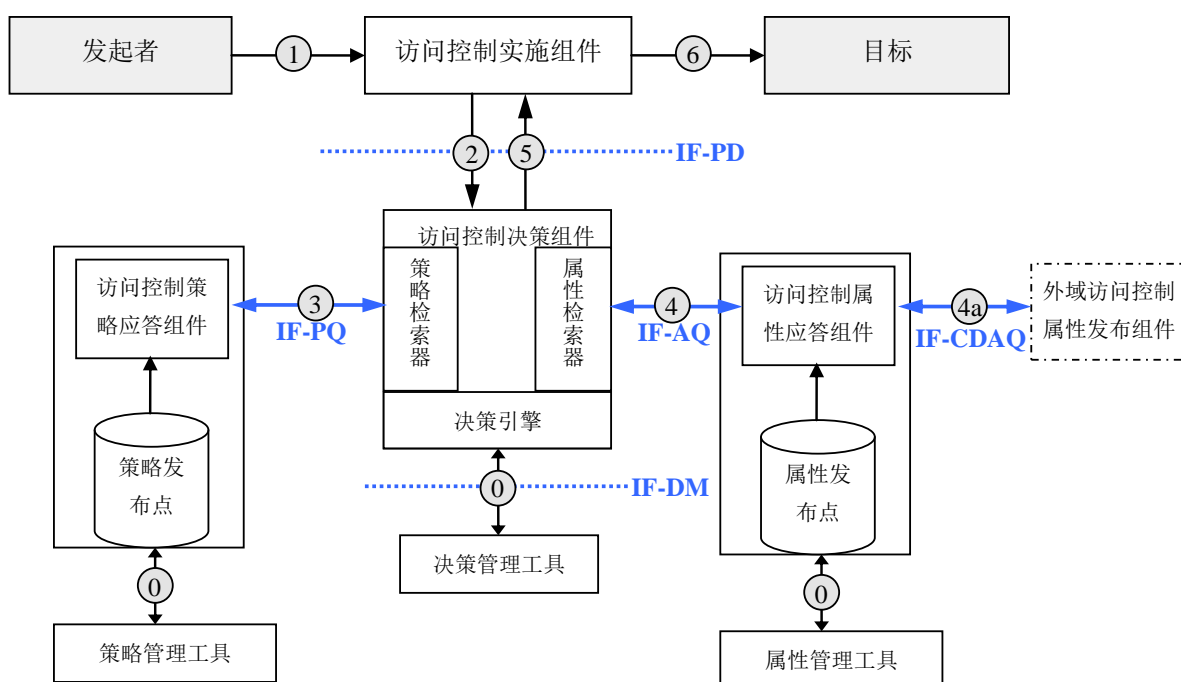 发起者
1
访问控制实施组件
6
目标
2
5
IF-PD
访问控制决策组件
策略检索器
属性检索器
决策引擎
访问控制策
略应答组件
3
IF-PQ
4
IF-AQ
访问控制属
性应答组件
4a
IF-CDAQ
外域访问控制
属性发布组件
策略发
布点
0
IF-DM
属性发
布点
决策管理工具
0
0
策略管理工具
属性管理工具